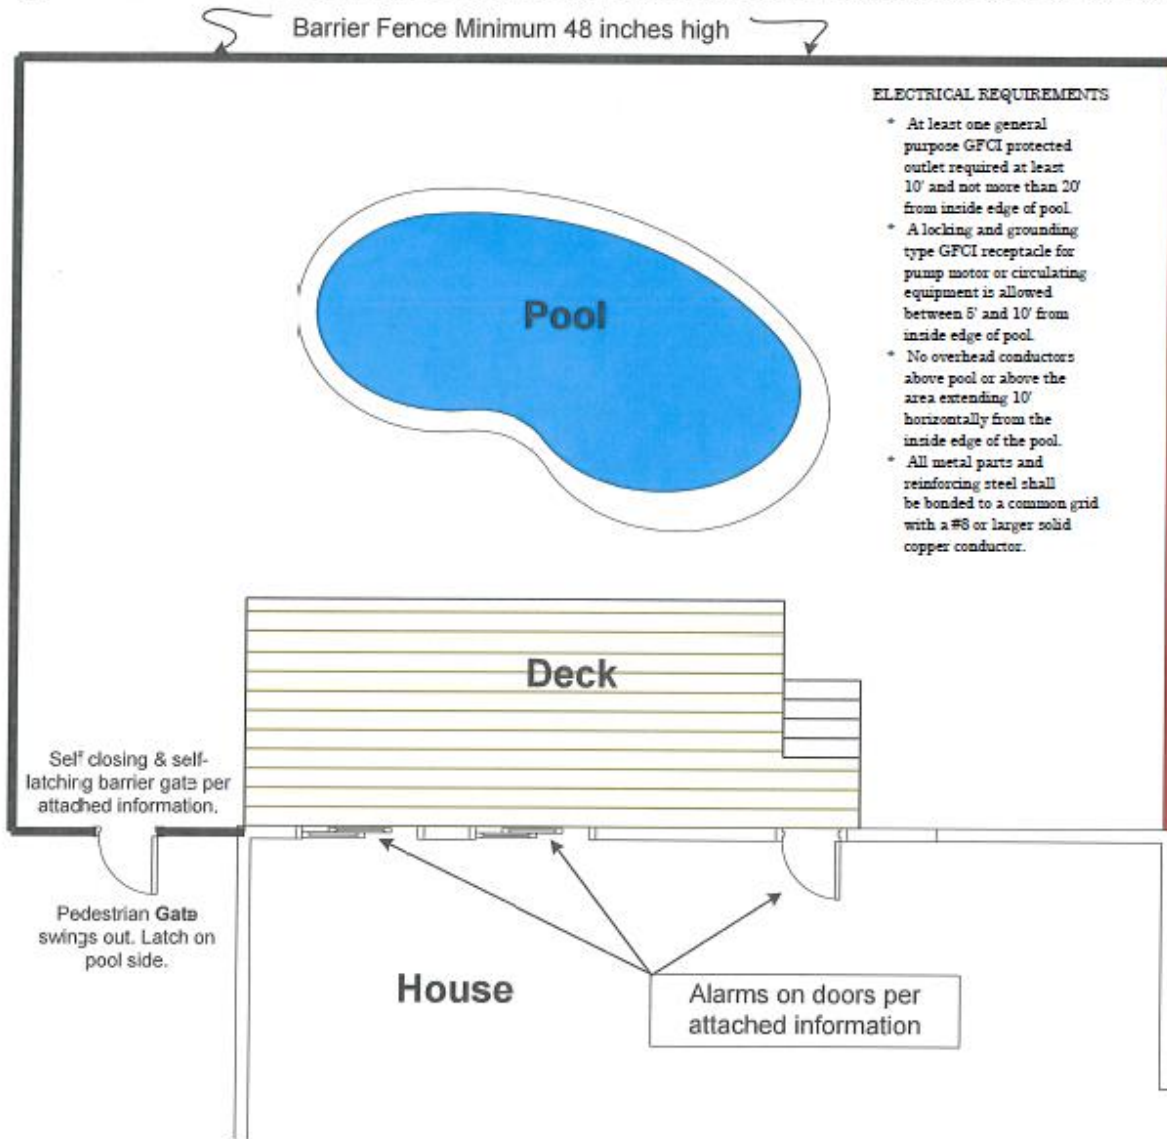 Barrier Fence Minimum 48 inches high
ELECTRICAL REQUIREMENTS
* At least one general
purpose GFCI protected
outlet required at least
10' and not more than 20'
from inside edge of pool.
* A locking and grounding
type GFCI receptacle for
pump motor or circulating
equipment is allowed
between 5' and 10' from
inside edge of pool.
* No overhead conductors
above pool or above the
area extending 10'
horizontally from the
inside edge of the pool.
* All metal parts and
reinforcing steel shall
be bonded to a common grid
with a #8 or larger solid
copper conductor.
Pool
Deck
Self closing & self-
latching barrier gate per
attached information.
Pedestrian Gate
swings out. Latch on
pool side.
House
Alarms on doors per
attached information